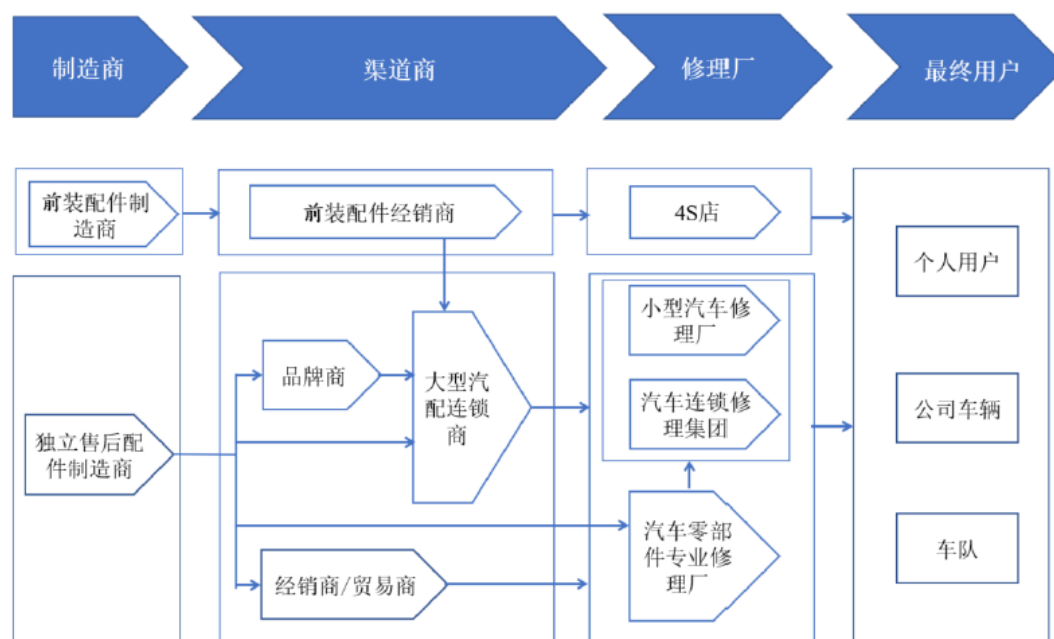 制造商
渠道商
修理厂
最终用户
前装配件制
造商
前装配件经销商
4S店
个人用户
小型汽车修
理厂
品牌商
大型汽
配连锁
商
汽车连锁修
理集团
公司车辆
独立售后配
件制造商
汽车零部
件专业修
理厂
车队
经销商/贸易商